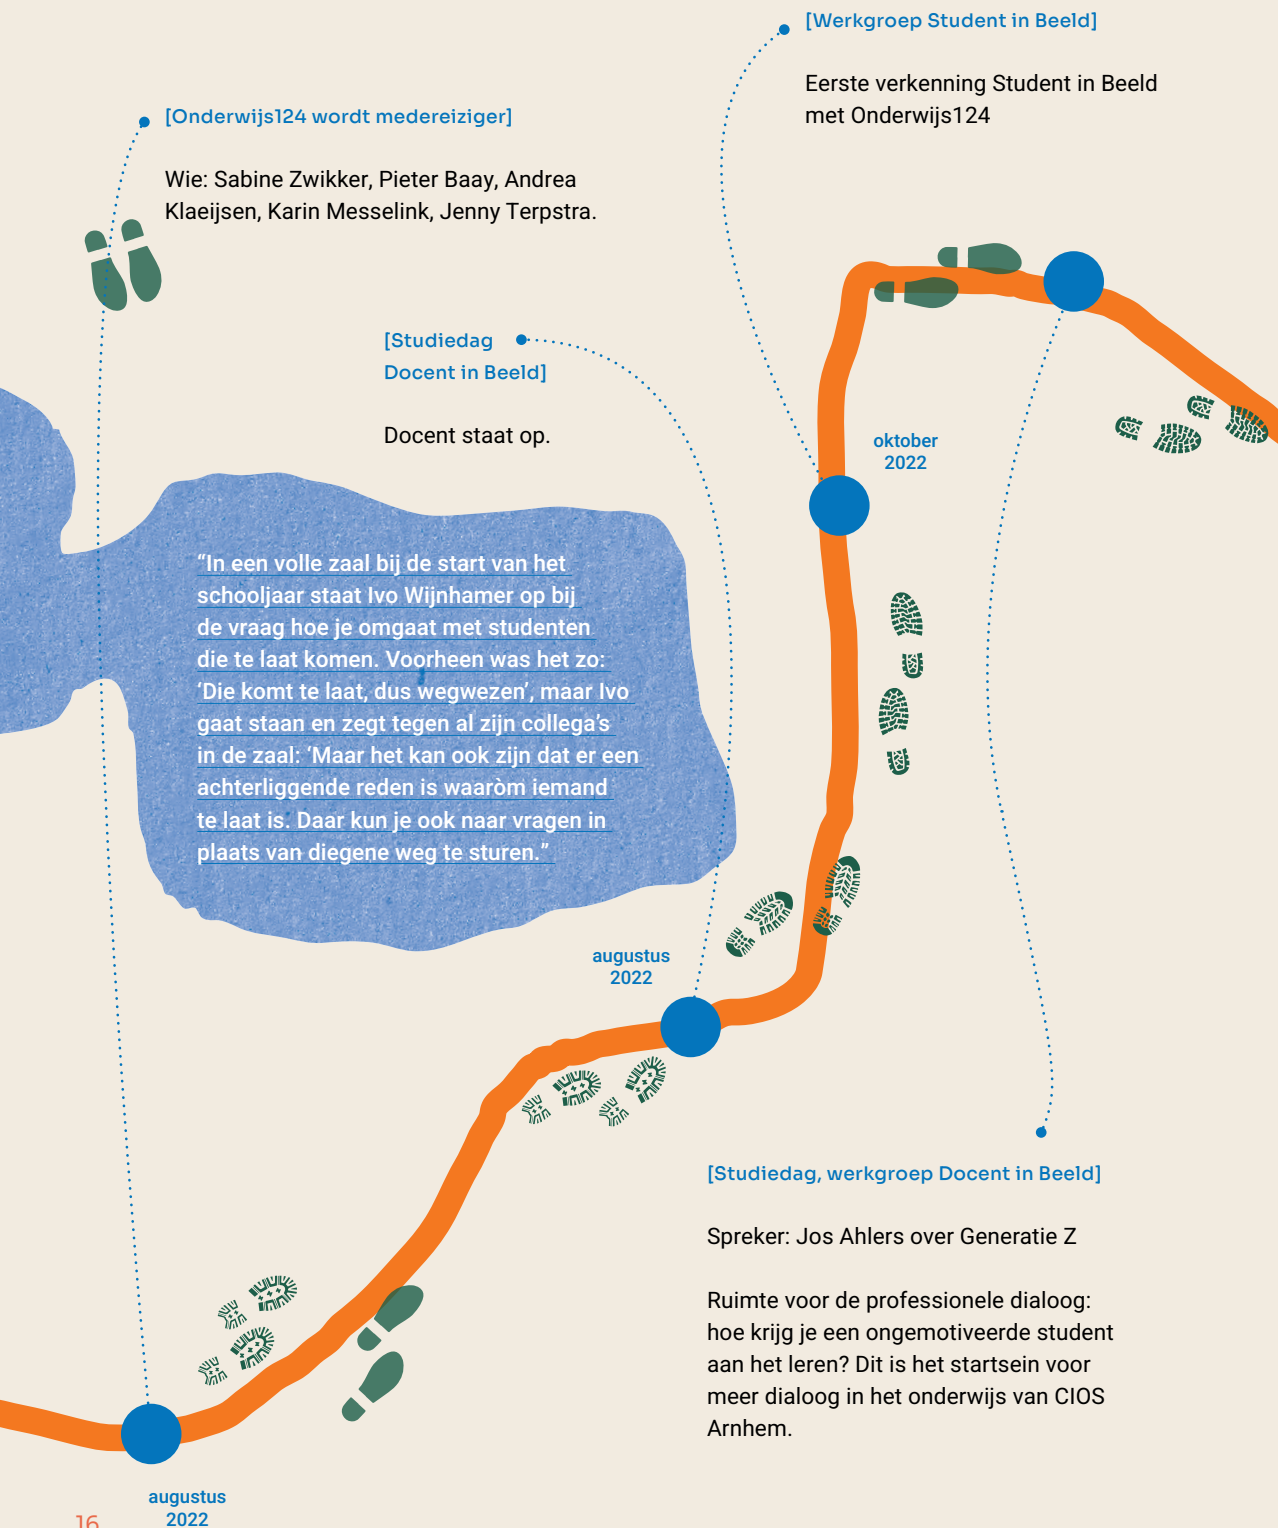 [Werkgroep Student in Beeld]
Eerste verkenning Student in Beeld
met Onderwijs124
[Onderwijs124 wordt medereiziger]
Wie: Sabine Zwikker, Pieter Baay, Andrea
Klaeijsen, Karin Messelink, Jenny Terpstra.
[Studiedag
Docent in Beeld]
Docent staat op.
oktober
2022
“In een volle zaal bij de start van het
schooljaar staat Ivo Wijnhamer op bij
de vraag hoe je omgaat met studenten
die te laat komen. Voorheen was het zo:
‘Die komt te laat, dus wegwezen’, maar Ivo
gaat staan en zegt tegen al zijn collega’s
in de zaal: ‘Maar het kan ook zijn dat er een
achterliggende reden is waaròm iemand
te laat is. Daar kun je ook naar vragen in
plaats van diegene weg te sturen.”
augustus
2022
[Studiedag, werkgroep Docent in Beeld]
Spreker: Jos Ahlers over Generatie Z
Ruimte voor de professionele dialoog:
hoe krijg je een ongemotiveerde student
aan het leren? Dit is het startsein voor
meer dialoog in het onderwijs van CIOS
Arnhem.
augustus
2022
16